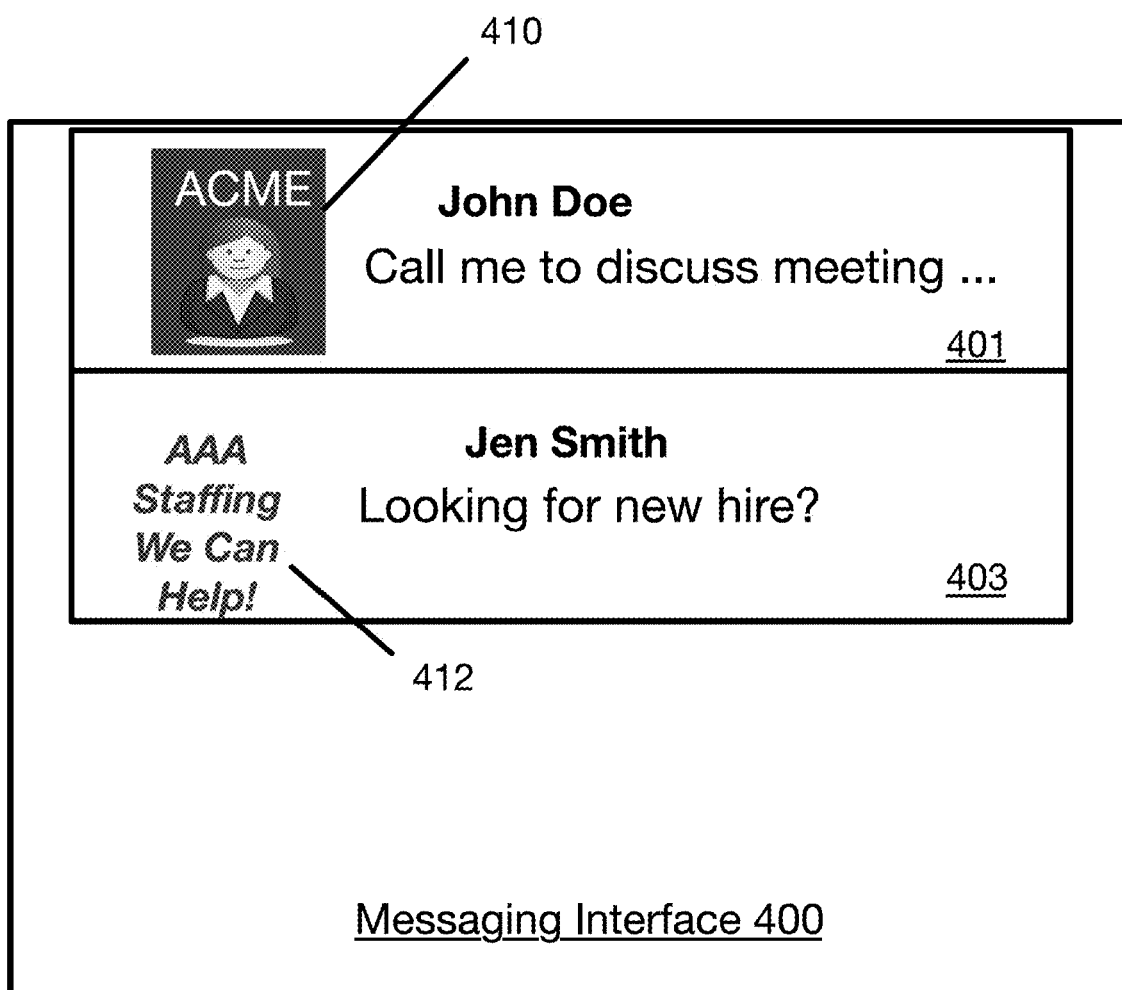 410
ACME
John Doe
Call me to discuss meeting ...
401
AAA
Staffing
We Can
Help!
Jen Smith
Looking for new hire?
403
412
Messaging Interface 400